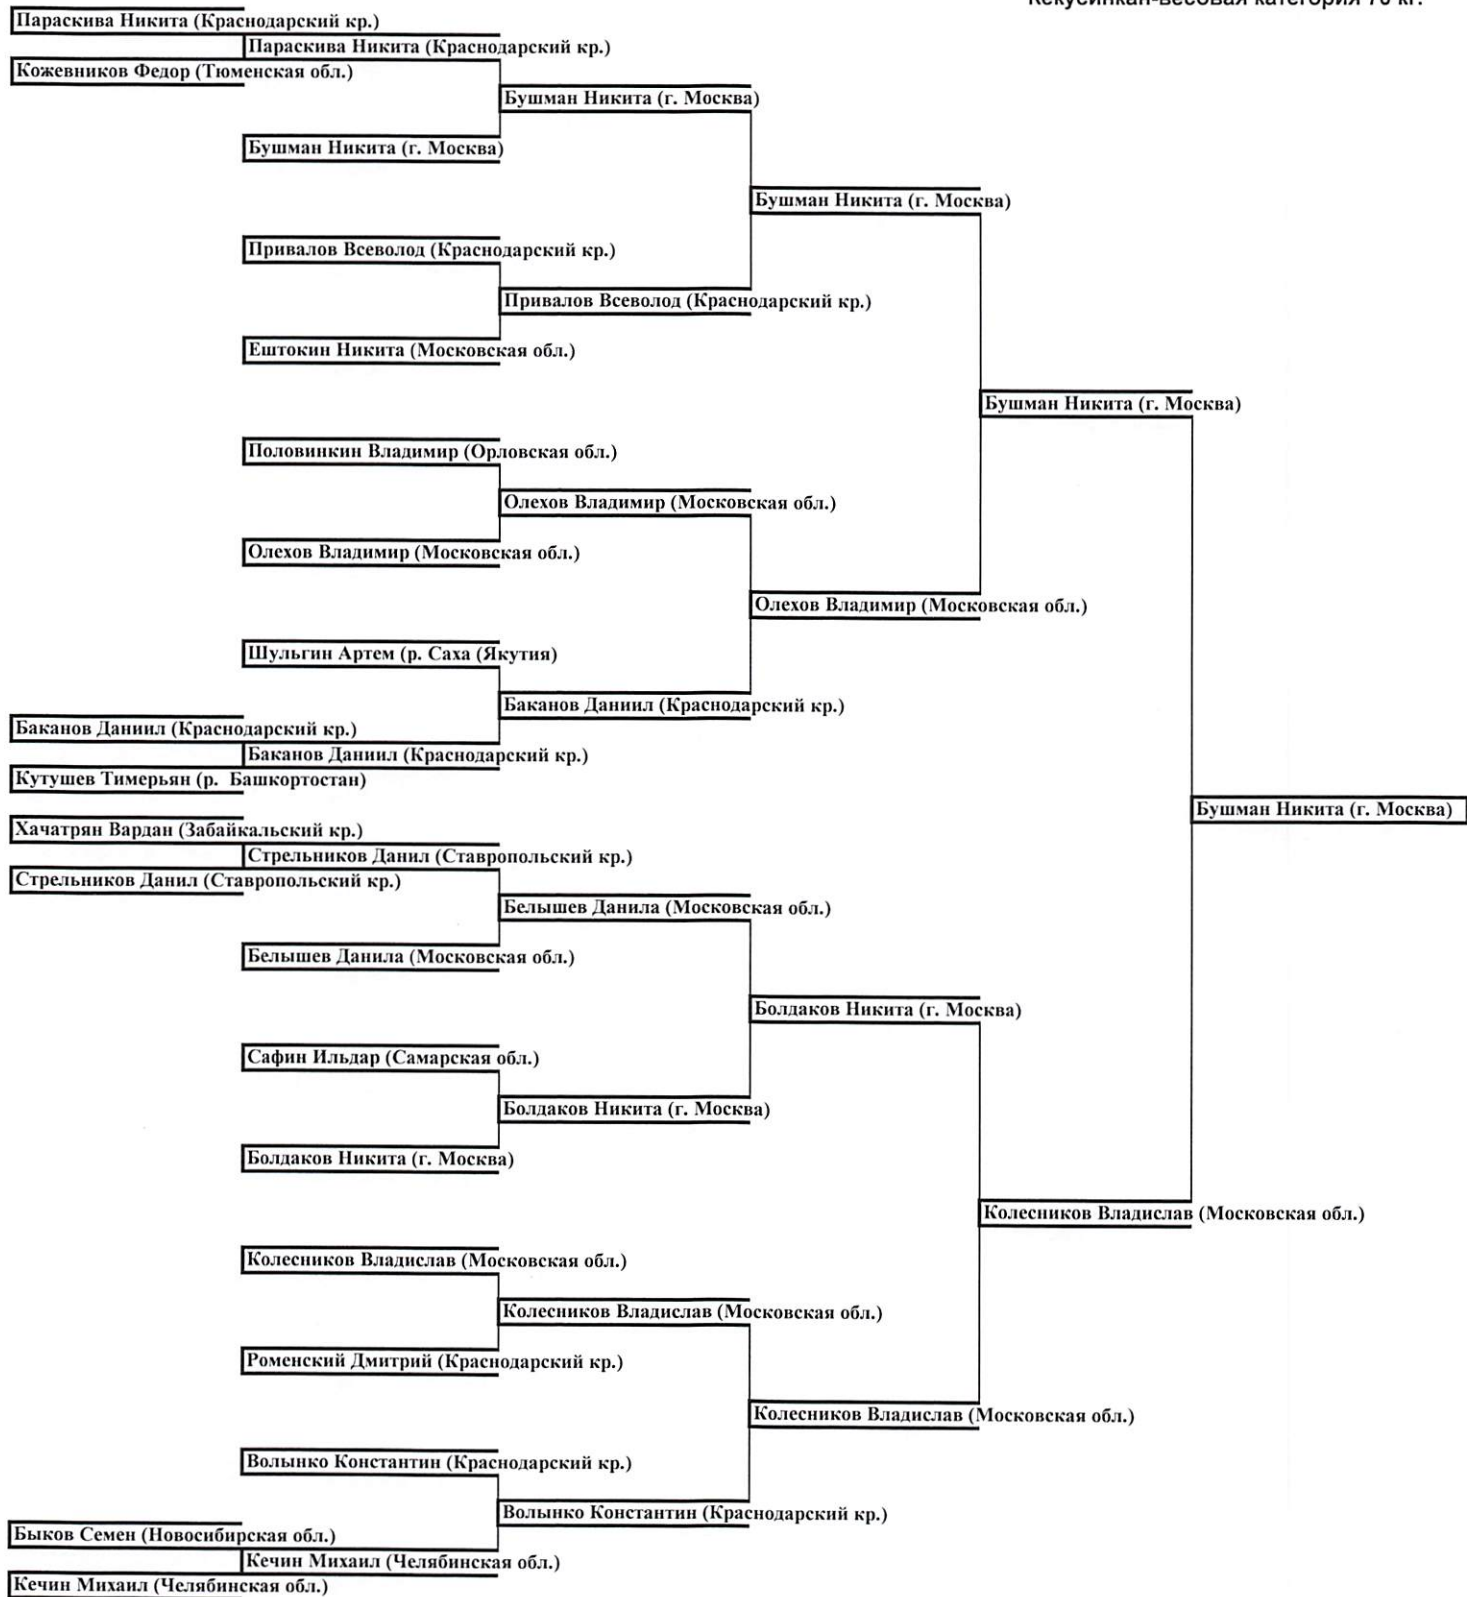 Кекусинкан-весовая категория 70 кг.
Параскива Никита (Краснодарский кр.)
Параскива Никита (Краснодарский кр.)
Кожевников Федор (Тюменская обл.)
Бушман Никита (г. Москва)
Бушман Никита (г. Москва)
Бушман Никита (г. Москва)
Привалов Всеволод (Краснодарский кр.)
Привалов Всеволод (Краснодарский кр.)
Ештокин Никита (Московская обл.)
Бушман Никита (г. Москва)
Половинкин Владимир (Орловская обл.)
Олехов Владимир (Московская обл.)
Олехов Владимир (Московская обл.)
Олехов Владимир (Московская обл.)
Шульгин Артем (р. Саха (Якутия)
Баканов Даниил (Краснодарский кр.)
Баканов Даниил (Краснодарский кр.)
Баканов Даниил (Краснодарский кр.)
Кутушев Тимерьян (р. Башкортостан)
Бушман Никита (г. Москва)
Хачатрян Вардан (Забайкальский кр.)
Стрельников Данил (Ставропольский кр.)
Стрельников Данил (Ставропольский кр.)
Белышев Данила (Московская обл.)
Белышев Данила (Московская обл.)
Болдаков Никита (г. Москва)
Сафин Ильдар (Самарская обл.)
Болдаков Никита (г. Москва)
Болдаков Никита (г. Москва)
Колесников Владислав (Московская обл.)
Колесников Владислав (Московская обл.)
Колесников Владислав (Московская обл.)
Роменский Дмитрий (Краснодарский кр.)
Колесников Владислав (Московская обл.)
Волынко Константин (Краснодарский кр.)
Волынко Константин (Краснодарский кр.)
Быков Семен (Новосибирская обл.)
Кечин Михаил (Челябинская обл.)
Кечин Михаил (Челябинская обл.)